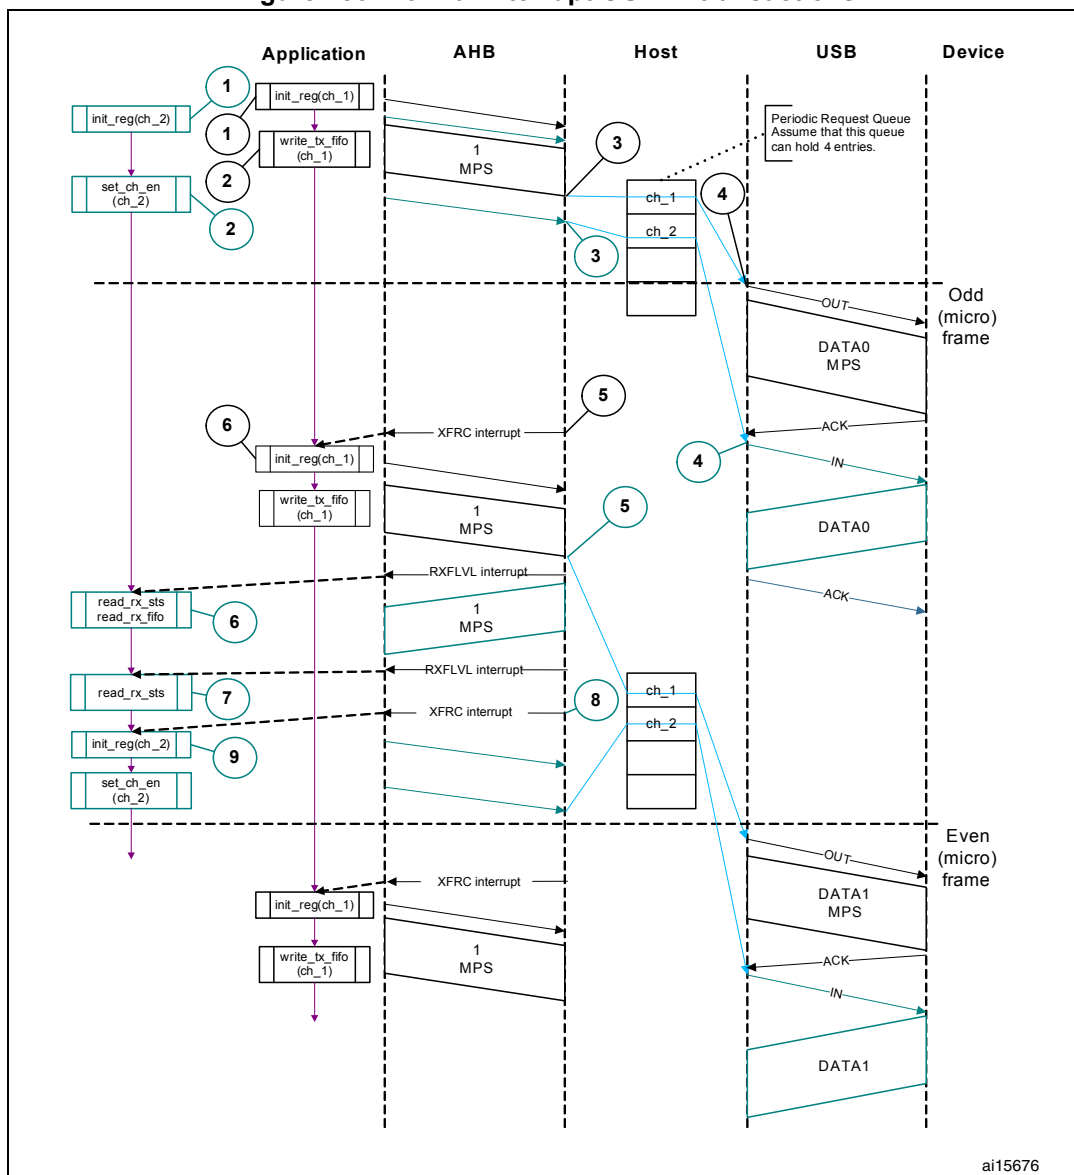 Application
AHB
Host
USB
Device
1
init_reg(ch_1)
init_reg(ch_2)
1
Periodic Request Queue
Assume that this queue
can hold 4 entries.
write_tx_fifo
(ch_1)
1
MPS
3
2
set_ch_en
(ch_2)
ch_1
4
2
ch_2
3
Odd
(micro)
frame
OUT
DATA0
MPS
5
6
XFRC interrupt
ACK
init_reg(ch_1)
4
IN
write_tx_fifo
(ch_1)
1
MPS
5
DATA0
RXFLVL interrupt
read_rx_sts
read_rx_fifo
6
1
MPS
ACK
RXFLVL interrupt
read_rx_sts
7
ch_1
XFRC interrupt
8
ch_2
init_reg(ch_2)
9
set_ch_en
(ch_2)
Even
(micro)
frame
OUT
XFRC interrupt
init_reg(ch_1)
DATA1
MPS
write_tx_fifo
(ch_1)
1
MPS
ACK
IN
DATA1
ai15676